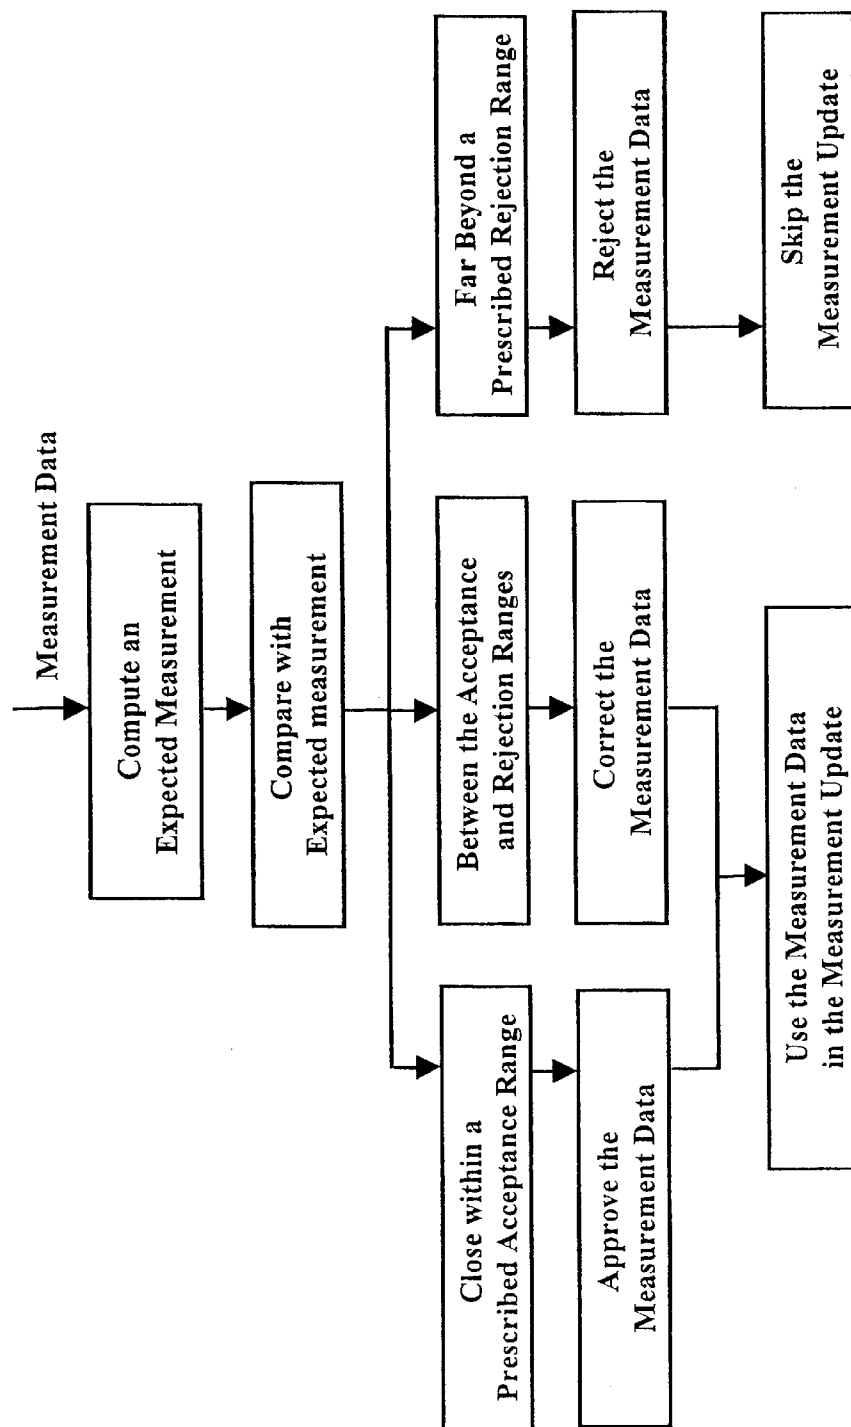 Measurement Data
Compute an
Expected Measurement
Compare with
Expected measurement
Close within a
Prescribed Acceptance Range
Between the Acceptance
and Rejection Ranges
Far Beyond a
Prescribed Rejection Range
Approve the
Measurement Data
Correct the
Measurement Data
Reject the
Measurement Data
Use the Measurement Data
in the Measurement Update
Skip the
Measurement Update